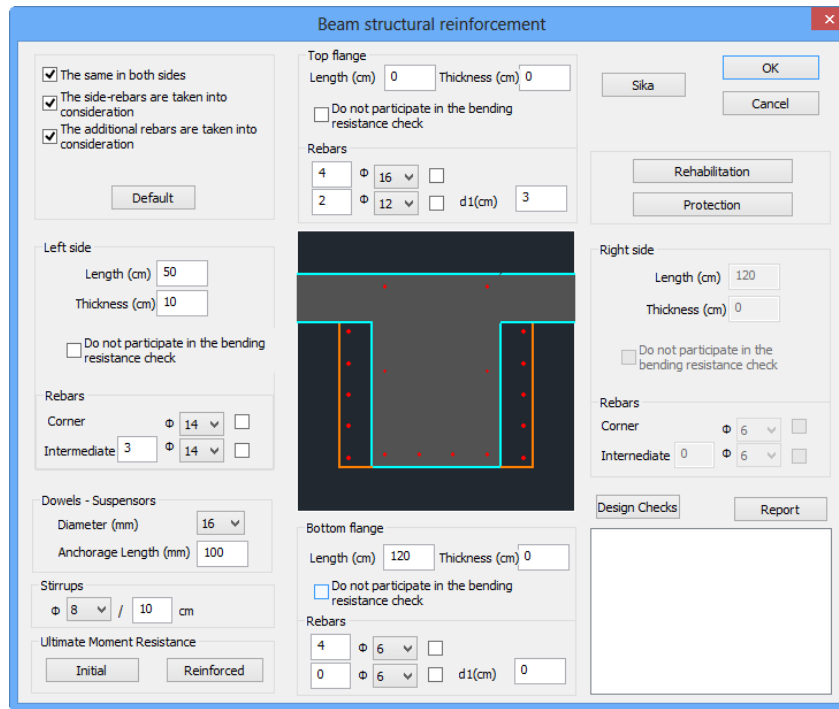 Beam structural reinforcement
The same in both sides
The side-rebars are taken into
consideration
The additional rebars are taken into
consideration
Default
Top flange
Length (cm) 0 Thickness (cm) 0
Do not participate in the bending
resistance check
Rebars
4 Φ 16
2 Φ 12 d1(cm) 3
Sika
OK
Cancel
Rehabilitation
Protection
Left side
Length (cm) 50
Thickness (cm) 10
Do not participate in the bending
resistance check
Rebars
Corner Φ 14
Intermediate 3 Φ 14
Right side
Length (cm) 120
Thickness (cm) 0
Do not participate in the
bending resistance check
Rebars
Corner Φ 6
Internediate 0 Φ 6
Dowels - Suspensors
Diameter (mm) 16
Anchorage Length (mm) 100
Stirrups
Φ 8 / 10 cm
Ultimate Moment Resistance
Initial Reinforced
Bottom flange
Length (cm) 120 Thickness (cm) 0
Do not participate in the bending
resistance check
Rebars
4 Φ 6
0 Φ 6 d1(cm) 0
Design Checks Report